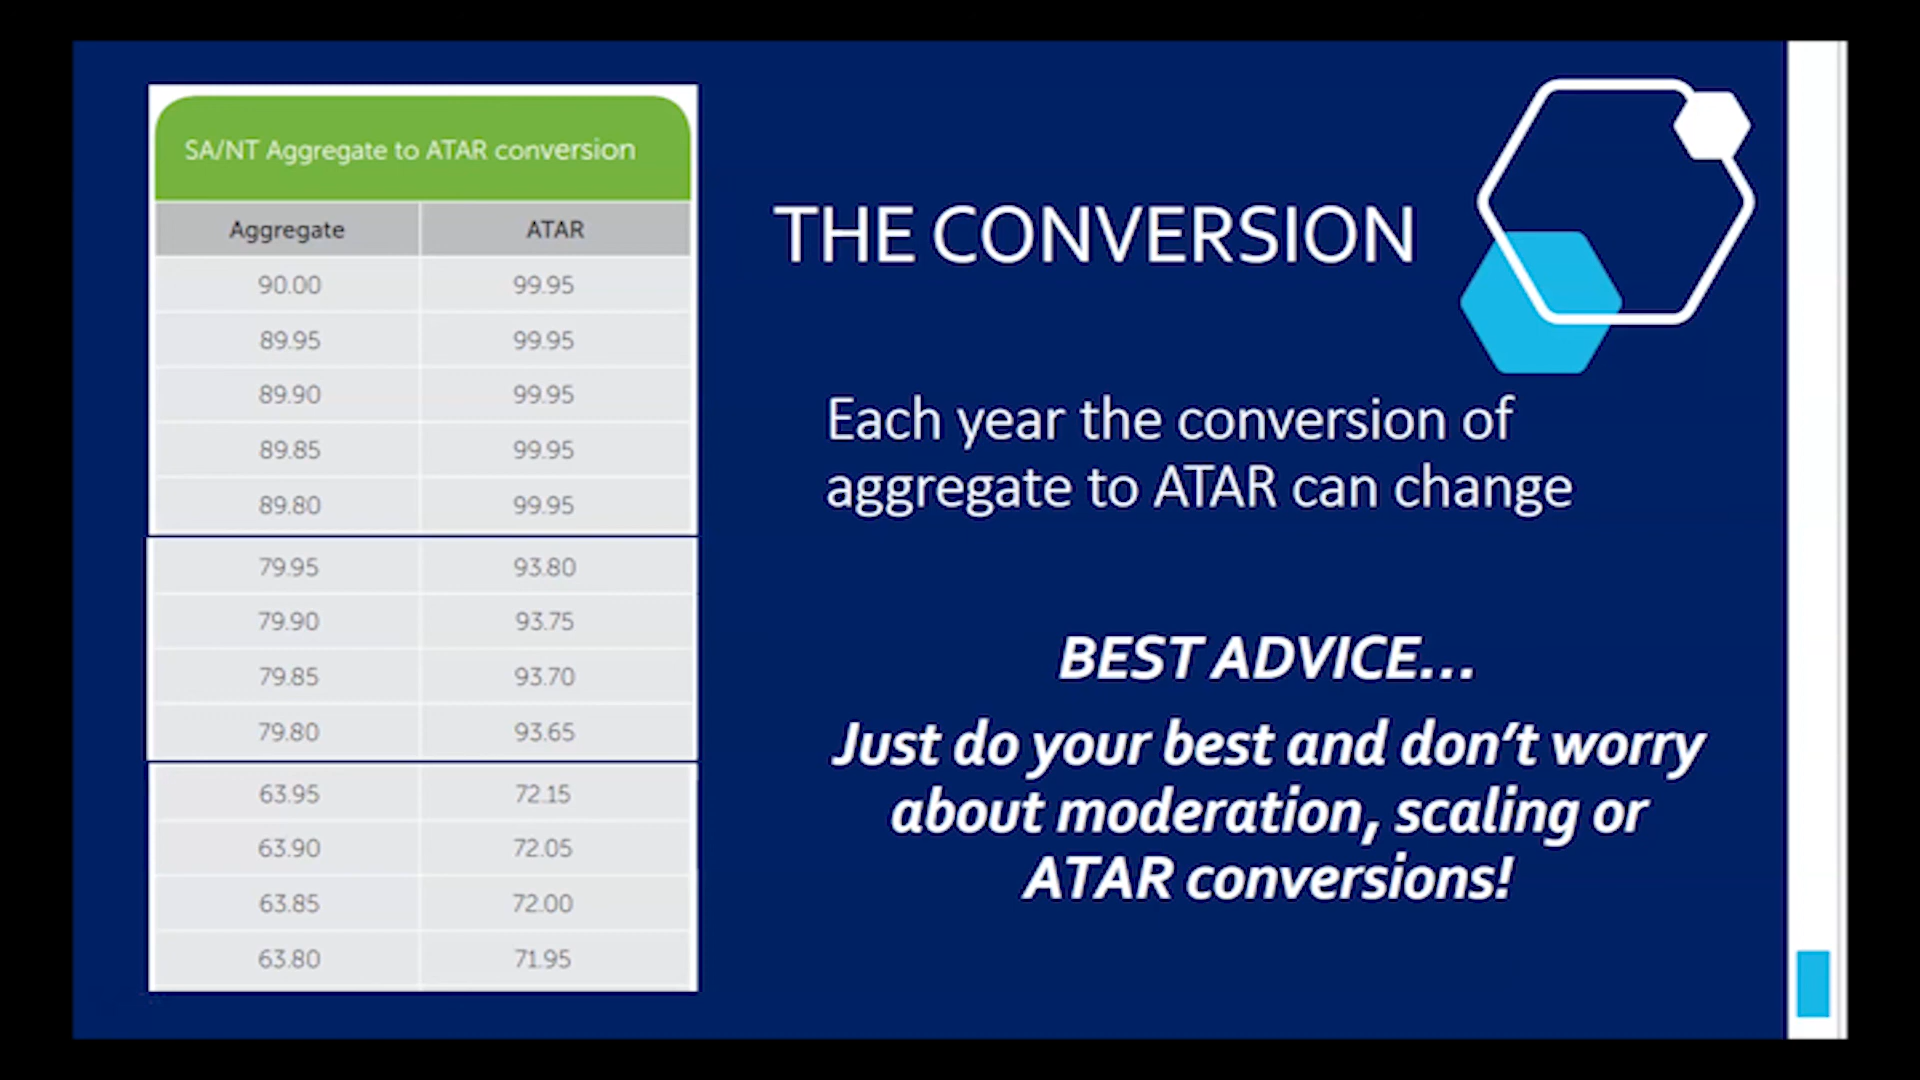 SA/NT Aggregate to ATAR conversion
Aggregate ATAR
90.00 99.95
89.95 99.95
89.90 99.95
89.85 99.95
89.80 99.95
79.95 93.80
79.90 93.75
79.85 93.70
79.80 93.65
63.95 72.15
63.90 72.05
63.85 72.00
63.80 71.95
THE CONVERSION
Each year the conversion of
aggregate to ATAR can change
BEST ADVICE...
Just do your best and don't worry
about moderation, scaling or
ATAR conversions!